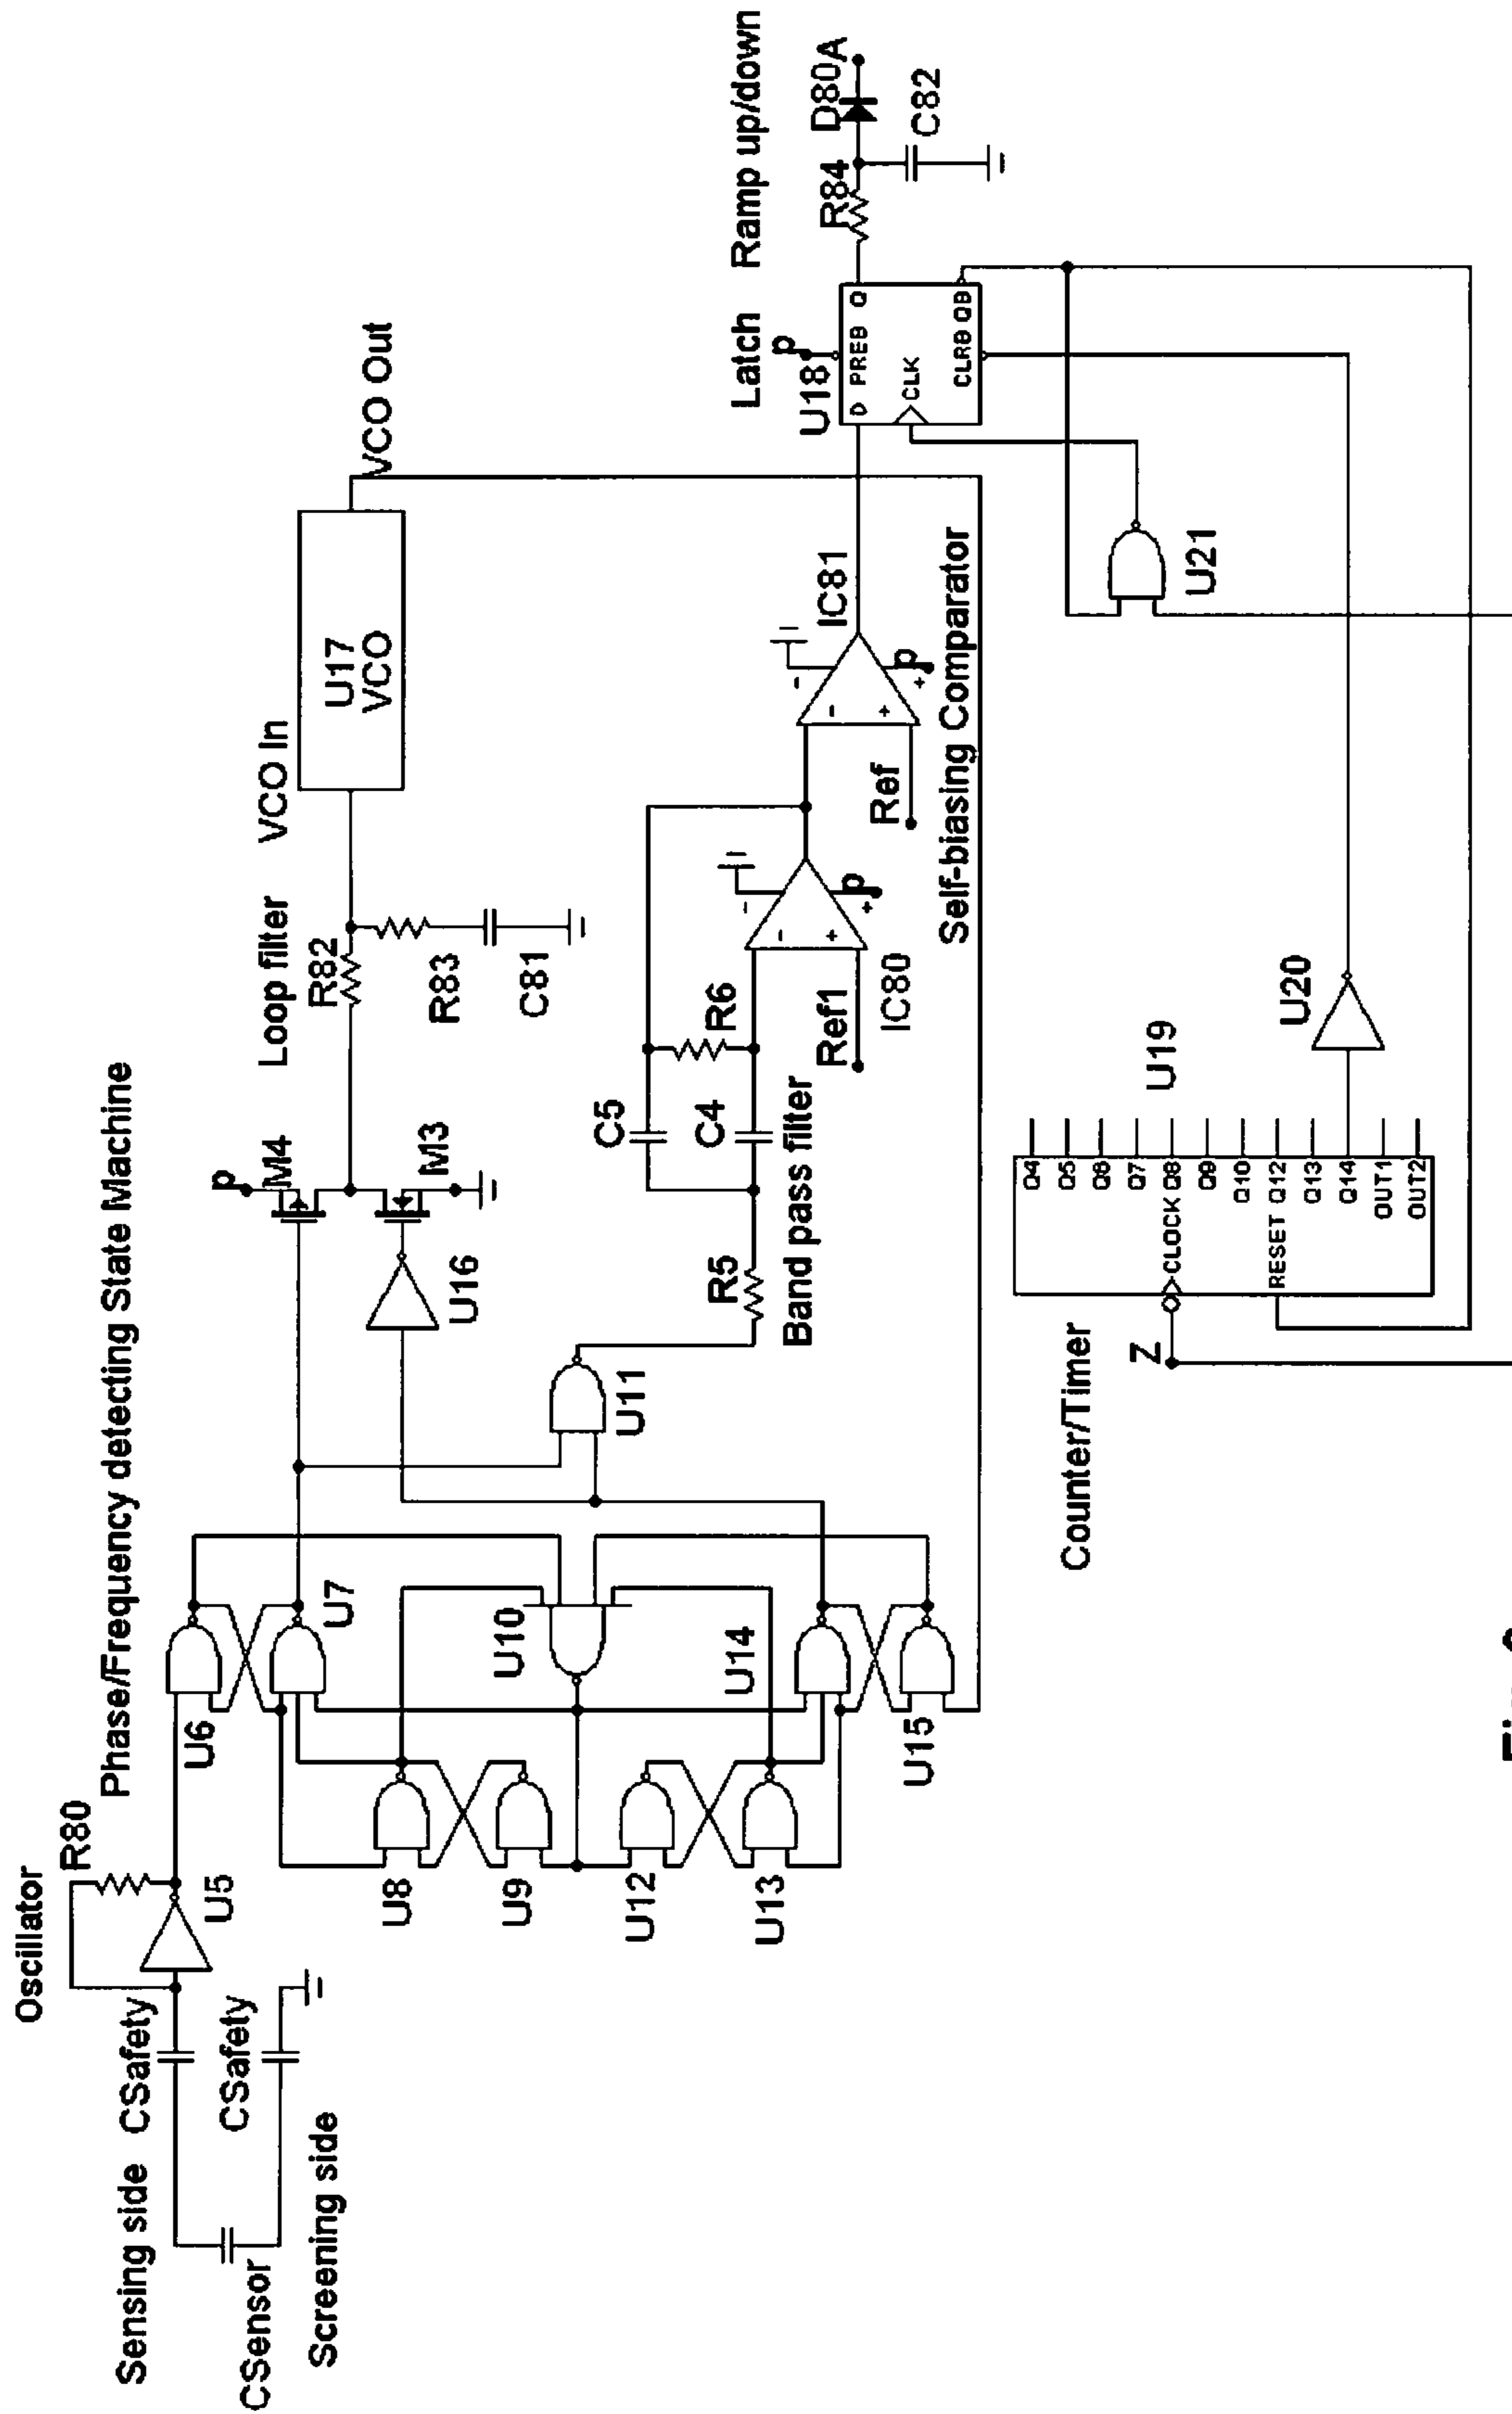 Oscillator
R80
Phase/Frequency detecting State Machine
Sensing side
CSafety
U5
CSensor
CSafety
Screening side
U6
U7
U8
U9
U10
U11
U12
U13
U14
U15
U16
p
M4
M3
Loop filter
R82
R83
C81
VCO In
U17
VCO
VCO Out
R5
Band pass filter
C5
C4
R6
Ref1
IC80
-
+
-
+
p
Ref
IC81
-
+
-
+
p
Self-biasing Comparator
Latch
Ramp up/down
p
U18
D
PREB
Q
CLK
CLRB
QB
R84
D80A
C82
U21
Counter/Timer
Z
CLOCK
RESET
Q4
Q5
Q6
Q7
Q8
Q9
Q10
Q12
Q13
Q14
OUT1
OUT2
U19
U20